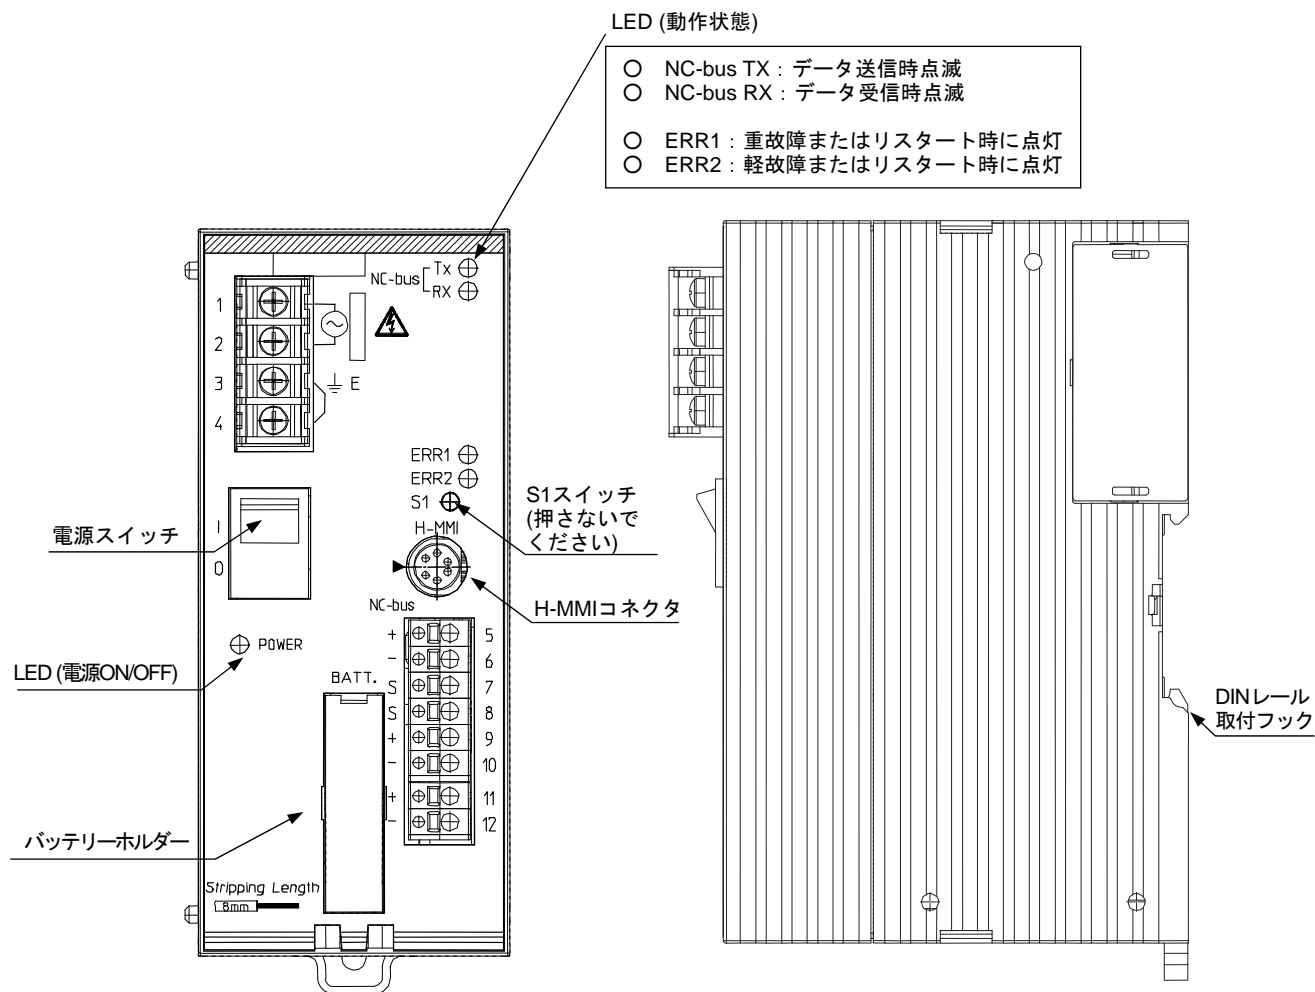 LED (動作状態)
○ NC-bus TX : データ送信時点滅
○ NC-bus RX : データ受信時点滅
○ ERR1 : 重故障またはリスタート時に点灯
○ ERR2 : 軽故障またはリスタート時に点灯
NC-bus
Tx
RX
1
2
3
4
E
ERR1
ERR2
S1
H-MMI
S1スイッチ
(押さないで
ください)
電源スイッチ
I
O
H-MMIコネクタ
NC-bus
POWER
LED (電源ON/OFF)
BATT.
+ 5
- 6
S 7
S 8
+ 9
- 10
+ 11
- 12
DINレール
取付フック
バッテリーホルダー
Stripping Length
8mm